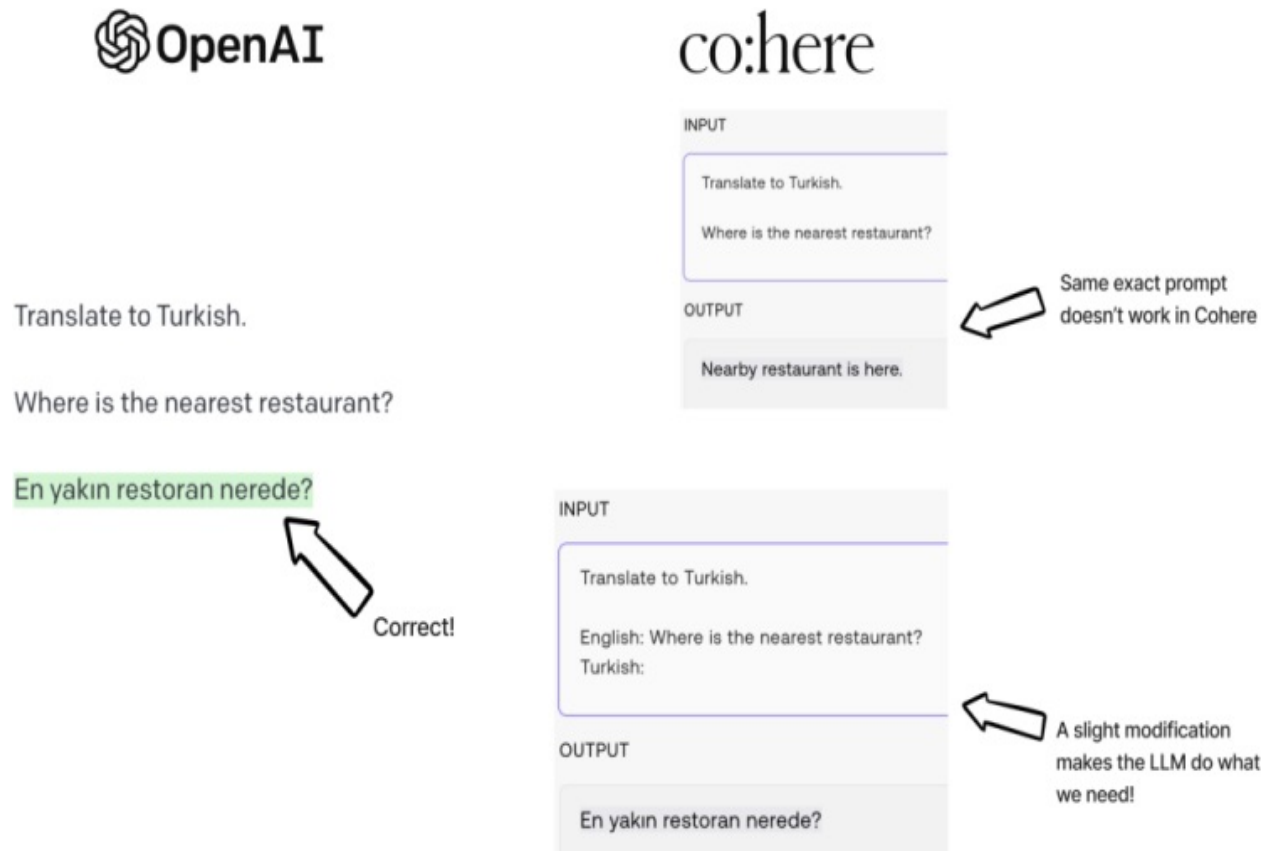 OpenAI
Translate to Turkish.
Where is the nearest restaurant?
En yakın restoran nerede?
Correct!
co:here
INPUT
Translate to Turkish.
Where is the nearest restaurant?
OUTPUT
Nearby restaurant is here.
Same exact prompt
doesn't work in Cohere
INPUT
Translate to Turkish.
English: Where is the nearest restaurant?
Turkish:
OUTPUT
En yakın restoran nerede?
A slight modification
makes the LLM do what
we need!